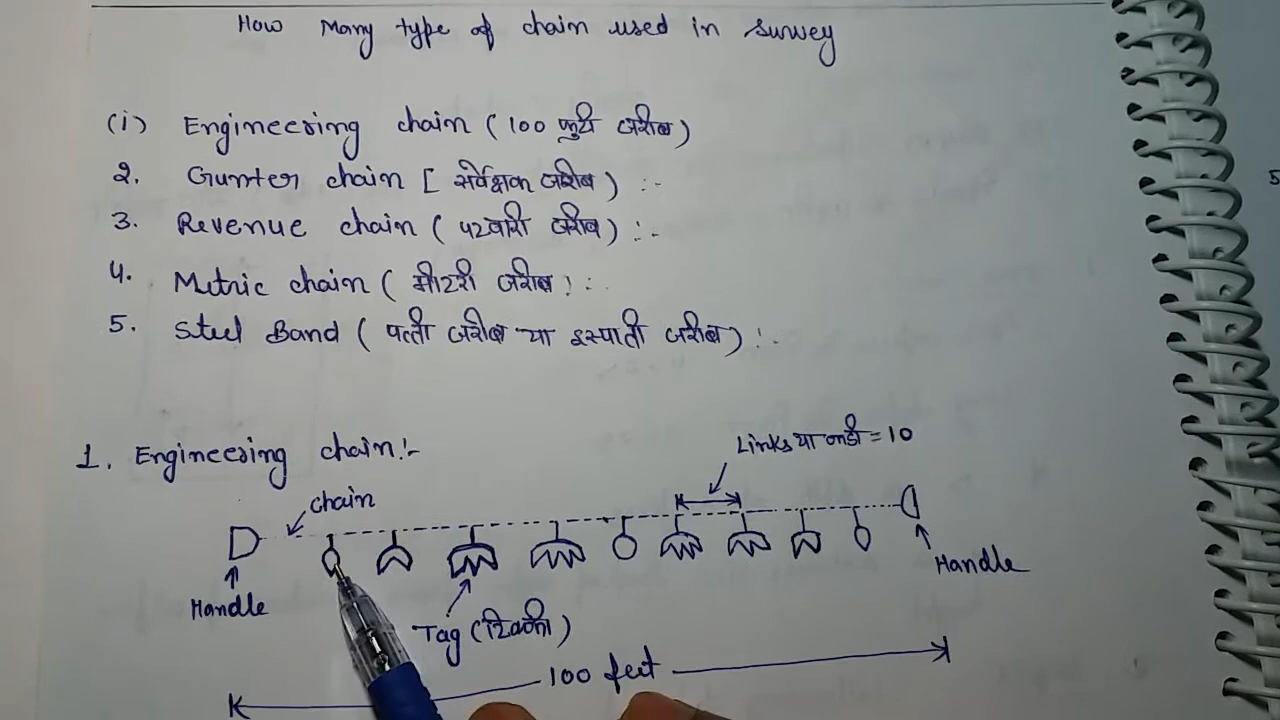 How Many type of chain used in survey
(i) Engineering chain (100 फुटी जरीब)
2. Gunter chain [ सर्वेक्षक जरीब) :-
3. Revenue chain (पटवारी जरीब) :-
4. Metric chain (मीटरी जरीब) :-
5. Steel Band (पत्ती जरीब या इस्पाती जरीब) :-
1. Engineering chain:-
Links या कडी = 10
chain
Handle
Handle
Tag (टिक्की)
100 feet
5